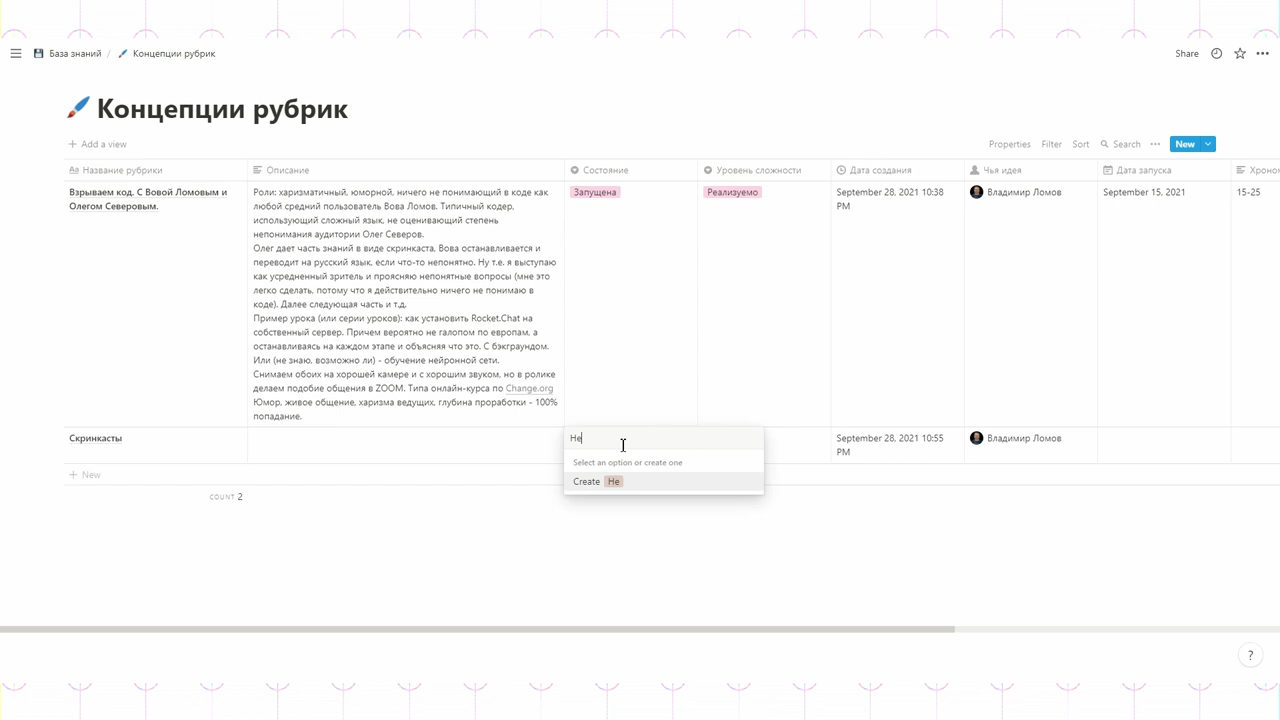 База знаний / Концепции рубрик
Share
Концепции рубрик
Add a view
Properties Filter Sort Search New
Название рубрики Описание Состояние Уровень сложности Дата создания Чья идея Дата запуска Хроном
Взрываем код. С Вовой Ломовым и
Олегом Северовым.
Роли: харизматичный, юморной, ничего не понимающий в коде как
любой средний пользователь Вова Ломов. Типичный кодер,
использующий сложный язык, не оценивающий степень
непонимания аудитории Олег Северов.
Олег дает часть знаний в виде скринкаста, Вова останавливается и
переводит на русский язык, если что-то непонятно. Ну т.е. я выступаю
как усредненный зритель и проясняю непонятные вопросы (мне это
легко сделать, потому что я действительно ничего не понимаю в
коде). Далее следующая часть и т.д.
Пример урока (или серии уроков): как установить Rocket.Chat на
собственный сервер. Причем вероятно не галопом по европам, а
останавливаясь на каждом этапе и объясняя что это. С бэкграундом.
Или (не знаю, возможно ли) - обучение нейронной сети.
Снимаем обоих на хорошей камере и с хорошим звуком, но в ролике
делаем подобие общения в ZOOM. Типа онлайн-курса по Change.org
Юмор, живое общение, харизма ведущих, глубина проработки - 100%
попадание.
Запущена
Реализуемо
September 28, 2021 10:38
PM
Владимир Ломов
September 15, 2021
15-25
Скринкасты
Не
Select an option or create one
Create Не
September 28, 2021 10:55
PM
Владимир Ломов
New
COUNT 2
?